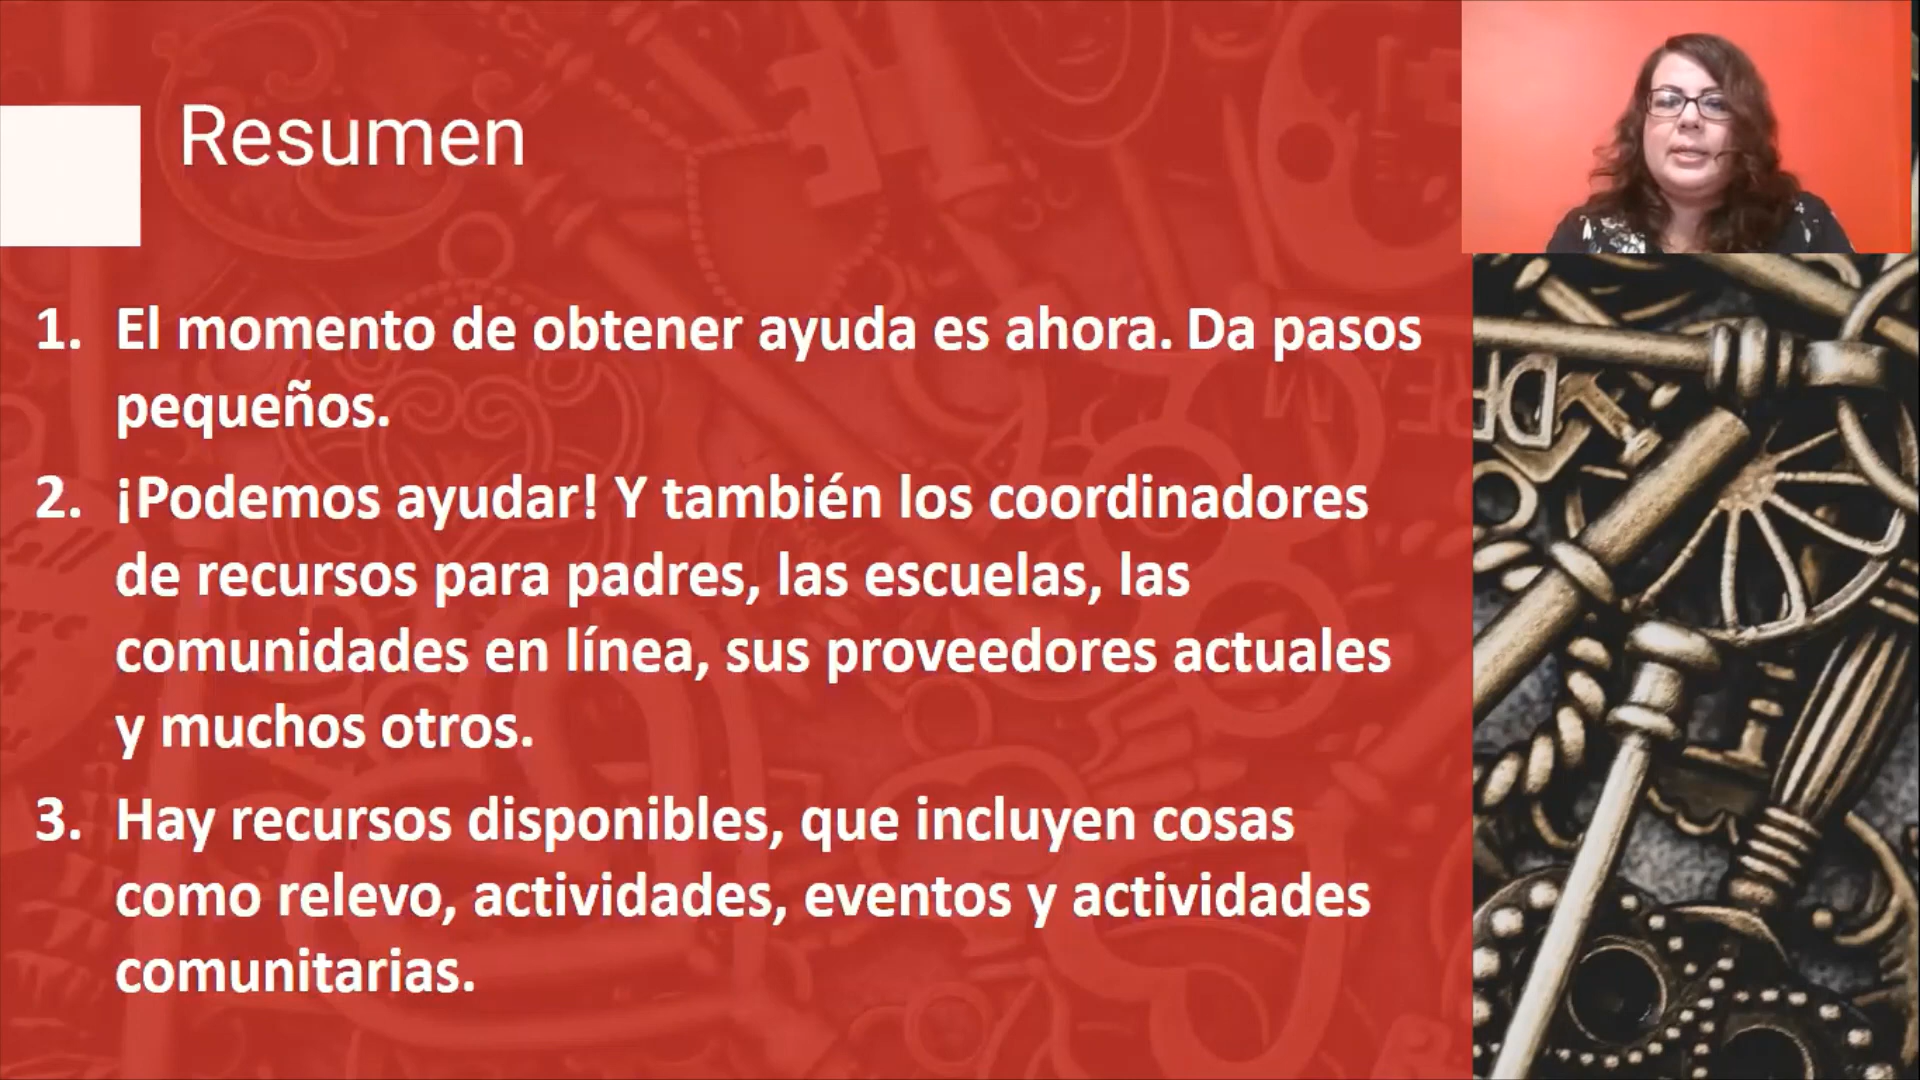 Resumen
1. El momento de obtener ayuda es ahora. Da pasos
pequeños.
2. ¡Podemos ayudar! Y también los coordinadores
de recursos para padres, las escuelas, las
comunidades en línea, sus proveedores actuales
y muchos otros.
3. Hay recursos disponibles, que incluyen cosas
como relevo, actividades, eventos y actividades
comunitarias.